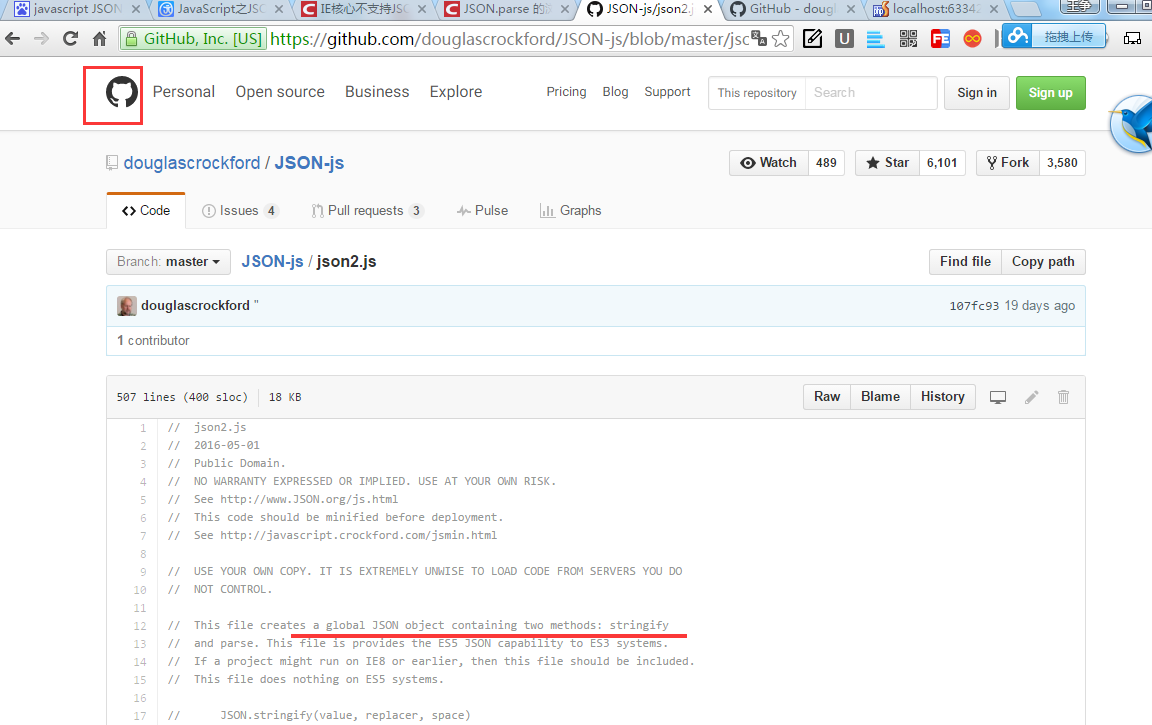 javascript JSON
JavaScript之JSO
IE核心不支持JSO
JSON.parse 的
JSON-js/json2.j
GitHub - dougl
localhost:63342
王争
GitHub, Inc. [US]
https://github.com/douglascrockford/JSON-js/blob/master/jsc
拖拽上传
Personal
Open source
Business
Explore
Pricing
Blog
Support
This repository
Search
Sign in
Sign up
douglascrockford / JSON-js
Watch 489
Star 6,101
Fork 3,580
Code
Issues 4
Pull requests 3
Pulse
Graphs
Branch: master
JSON-js / json2.js
Find file
Copy path
douglascrockford "
107fc93 19 days ago
1 contributor
507 lines (400 sloc)
18 KB
Raw
Blame
History
1 // json2.js
2 // 2016-05-01
3 // Public Domain.
4 // NO WARRANTY EXPRESSED OR IMPLIED. USE AT YOUR OWN RISK.
5 // See http://www.JSON.org/js.html
6 // This code should be minified before deployment.
7 // See http://javascript.crockford.com/jsmin.html
8
9 // USE YOUR OWN COPY. IT IS EXTREMELY UNWISE TO LOAD CODE FROM SERVERS YOU DO
10 // NOT CONTROL.
11
12 // This file creates a global JSON object containing two methods: stringify
13 // and parse. This file is provides the ES5 JSON capability to ES3 systems.
14 // If a project might run on IE8 or earlier, then this file should be included.
15 // This file does nothing on ES5 systems.
16
17 // JSON.stringify(value, replacer, space)